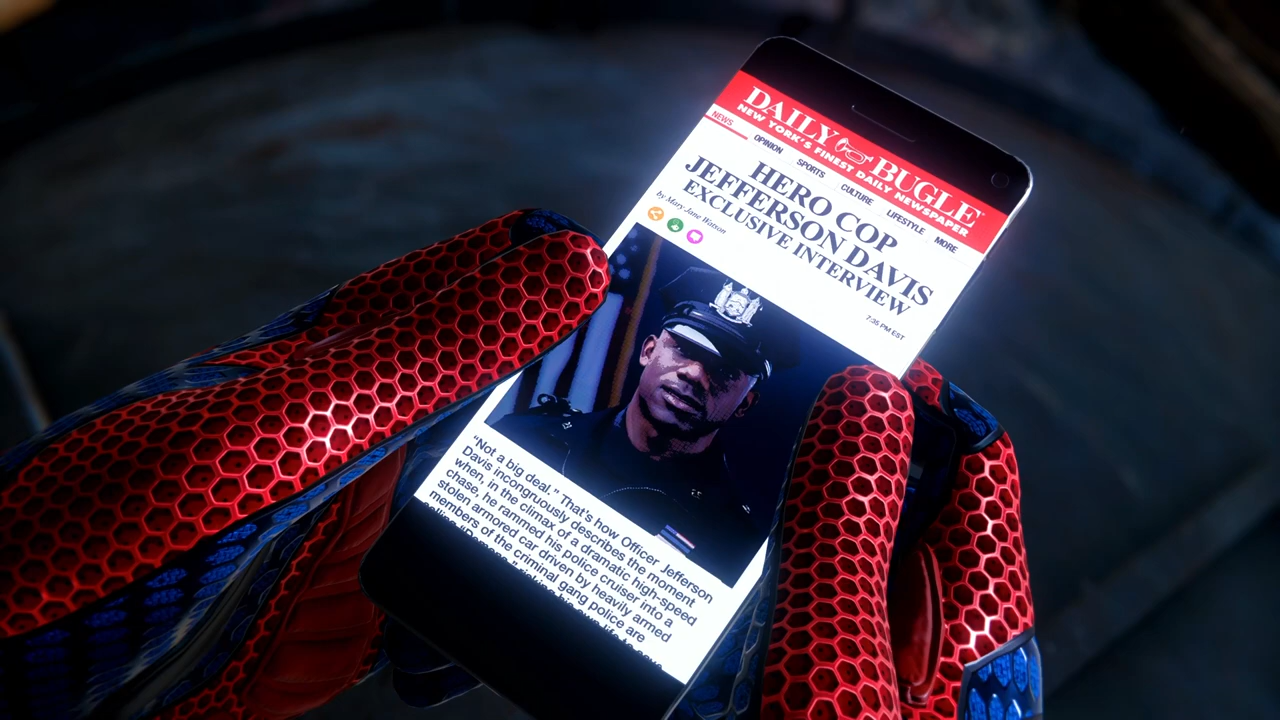 DAILY BUGLE
NEW YORK'S FINEST DAILY NEWSPAPER
NEWS OPINION SPORTS CULTURE LIFESTYLE MORE
HERO COP
JEFFERSON DAVIS
EXCLUSIVE INTERVIEW
by Mary Jane Watson
7:35 PM EST
"Not a big deal." That's how Officer Jefferson
Davis incongruously describes the moment
when, in the climax of a dramatic high-speed
chase, he rammed his police cruiser into a
stolen armored car driven by heavily armed
members of the criminal gang police are